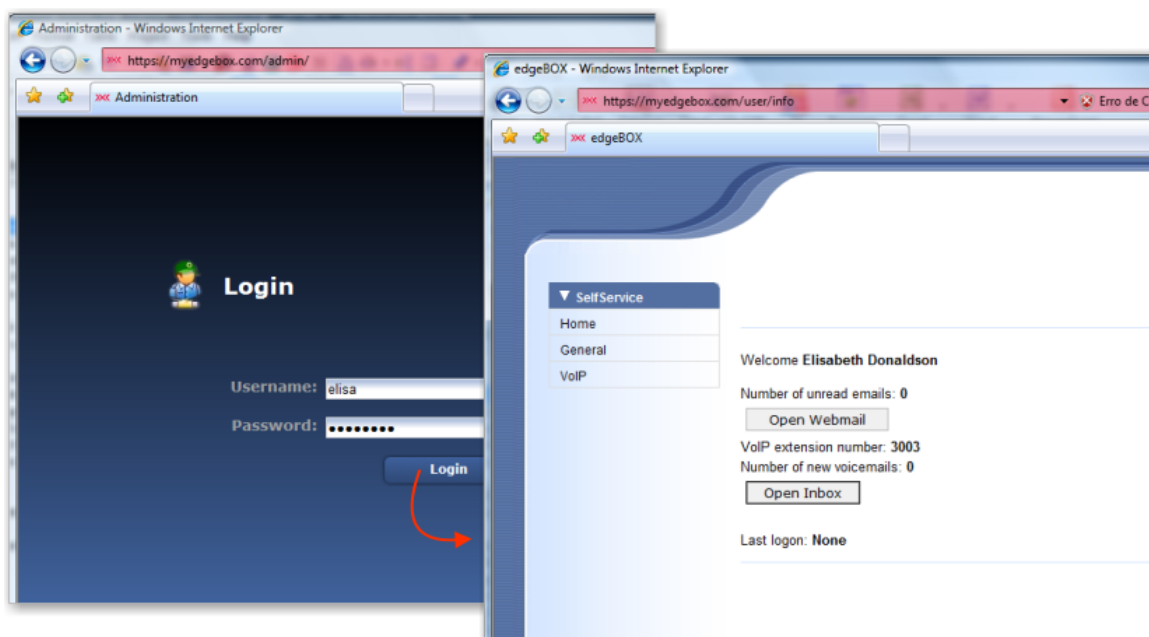 Administration - Windows Internet Explorer
https://myedgebox.com/admin/
Administration
Login
Username:
elisa
Password:
Login
edgeBOX - Windows Internet Explorer
https://myedgebox.com/user/info
Erro de C
edgeBOX
SelfService
Home
General
VoIP
Welcome Elisabeth Donaldson
Number of unread emails: 0
Open Webmail
VoIP extension number: 3003
Number of new voicemails: 0
Open Inbox
Last logon: None